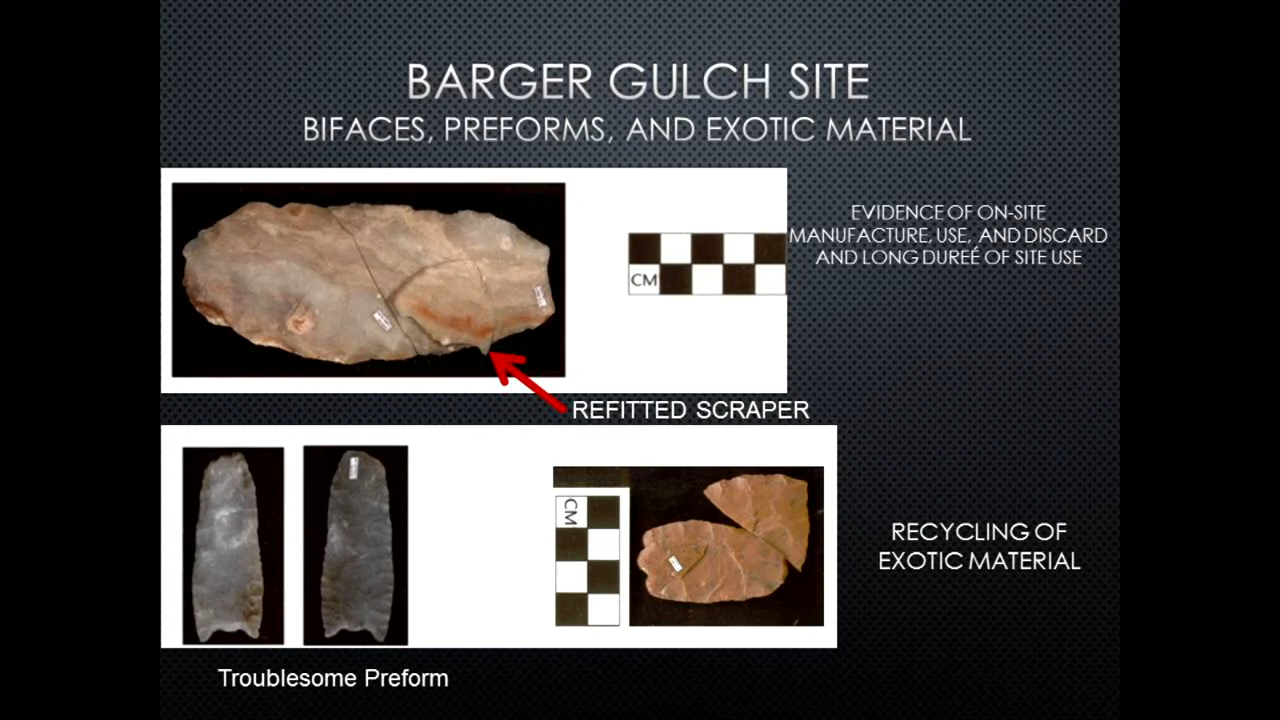 BARGER GULCH SITE
BIFACES, PREFORMS, AND EXOTIC MATERIAL
EVIDENCE OF ON-SITE
MANUFACTURE, USE, AND DISCARD
AND LONG DUREÉ OF SITE USE
CM
REFITTED SCRAPER
CM
RECYCLING OF
EXOTIC MATERIAL
Troublesome Preform